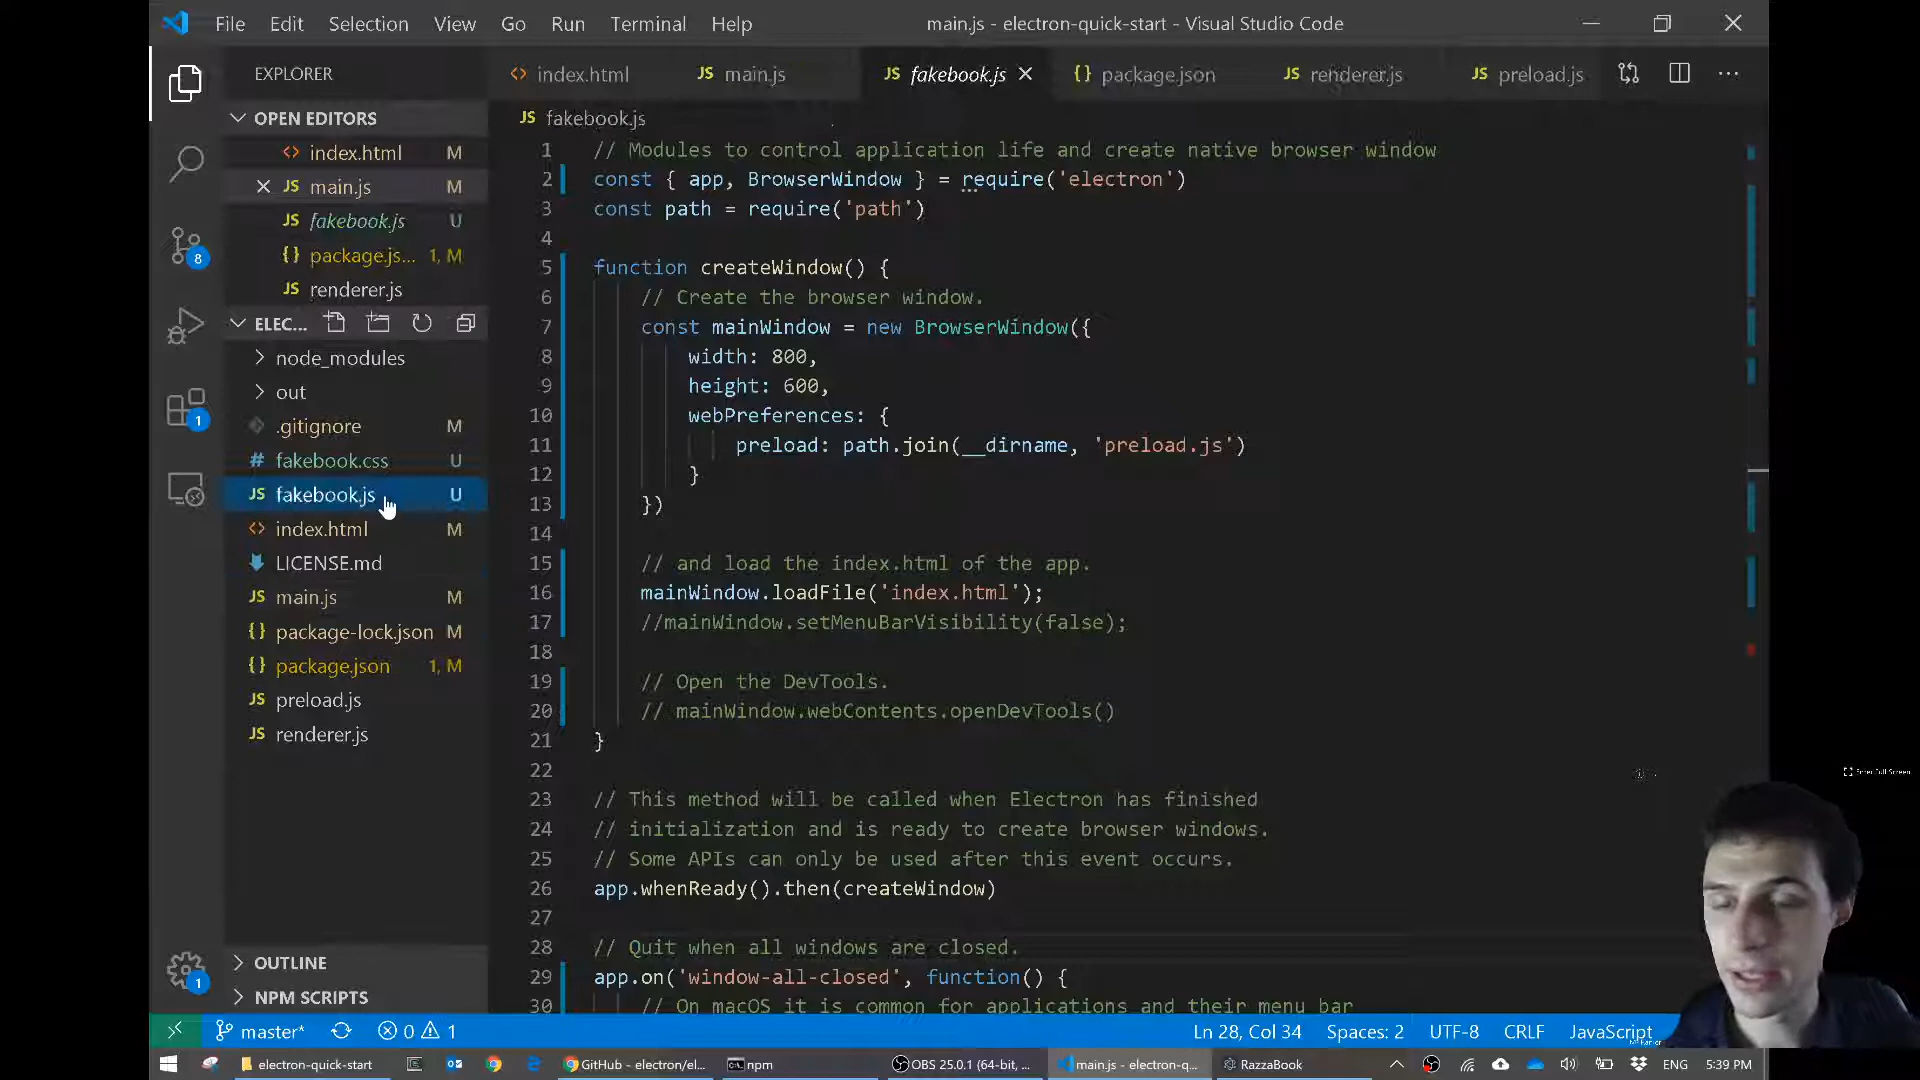 File Edit Selection View Go Run Terminal Help
main.js - electron-quick-start - Visual Studio Code
EXPLORER
OPEN EDITORS
index.html M
main.js M
fakebook.js U
package.js... 1, M
renderer.js
ELEC...
node_modules
out
.gitignore M
fakebook.css U
fakebook.js U
index.html M
LICENSE.md
main.js M
package-lock.json M
package.json 1, M
preload.js
renderer.js
OUTLINE
NPM SCRIPTS
8
1
1
index.html main.js fakebook.js package.json renderer.js preload.js
fakebook.js
1 // Modules to control application life and create native browser window
2 const { app, BrowserWindow } = require('electron')
3 const path = require('path')
4
5 function createWindow() {
6 // Create the browser window.
7 const mainWindow = new BrowserWindow({
8 width: 800,
9 height: 600,
10 webPreferences: {
11 preload: path.join(__dirname, 'preload.js')
12 }
13 })
14
15 // and load the index.html of the app.
16 mainWindow.loadFile('index.html');
17 //mainWindow.setMenuBarVisibility(false);
18
19 // Open the DevTools.
20 // mainWindow.webContents.openDevTools()
21 }
22
23 // This method will be called when Electron has finished
24 // initialization and is ready to create browser windows.
25 // Some APIs can only be used after this event occurs.
26 app.whenReady().then(createWindow)
27
28 // Quit when all windows are closed.
29 app.on('window-all-closed', function() {
30 // On macOS it is common for applications and their menu bar
Enter Full Screen
master* 0 1 Ln 28, Col 34 Spaces: 2 UTF-8 CRLF JavaScript
electron-quick-start GitHub - electron/el... npm OBS 25.0.1 (64-bit, ... main.js - electron-q... RazzaBook ENG 5:39 PM